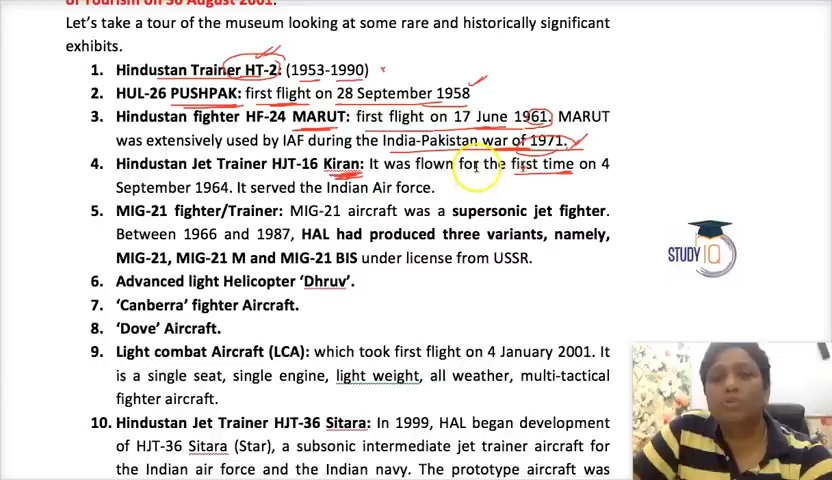 of Tourism on 30 August 2001.
Let's take a tour of the museum looking at some rare and historically significant
exhibits.
1. Hindustan Trainer HT-2: (1953-1990)
2. HUL-26 PUSHPAK: first flight on 28 September 1958
3. Hindustan fighter HF-24 MARUT: first flight on 17 June 1961. MARUT
was extensively used by IAF during the India-Pakistan war of 1971.
4. Hindustan Jet Trainer HJT-16 Kiran: It was flown for the first time on 4
September 1964. It served the Indian Air force.
5. MIG-21 fighter/Trainer: MIG-21 aircraft was a supersonic jet fighter.
Between 1966 and 1987, HAL had produced three variants, namely,
MIG-21, MIG-21 M and MIG-21 BIS under license from USSR.
6. Advanced light Helicopter 'Dhruv'.
7. 'Canberra' fighter Aircraft.
8. 'Dove' Aircraft.
9. Light combat Aircraft (LCA): which took first flight on 4 January 2001. It
is a single seat, single engine, light weight, all weather, multi-tactical
fighter aircraft.
10. Hindustan Jet Trainer HJT-36 Sitara: In 1999, HAL began development
of HJT-36 Sitara (Star), a subsonic intermediate jet trainer aircraft for
the Indian air force and the Indian navy. The prototype aircraft was
STUDY IQ